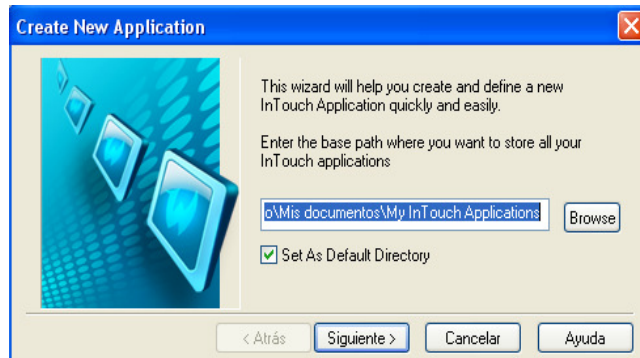 Create New Application
This wizard will help you create and define a new
InTouch Application quickly and easily.
Enter the base path where you want to store all your
InTouch applications
o\Mis documentos\My InTouch Applications
Browse
Set As Default Directory
< Atrás
Siguiente >
Cancelar
Ayuda